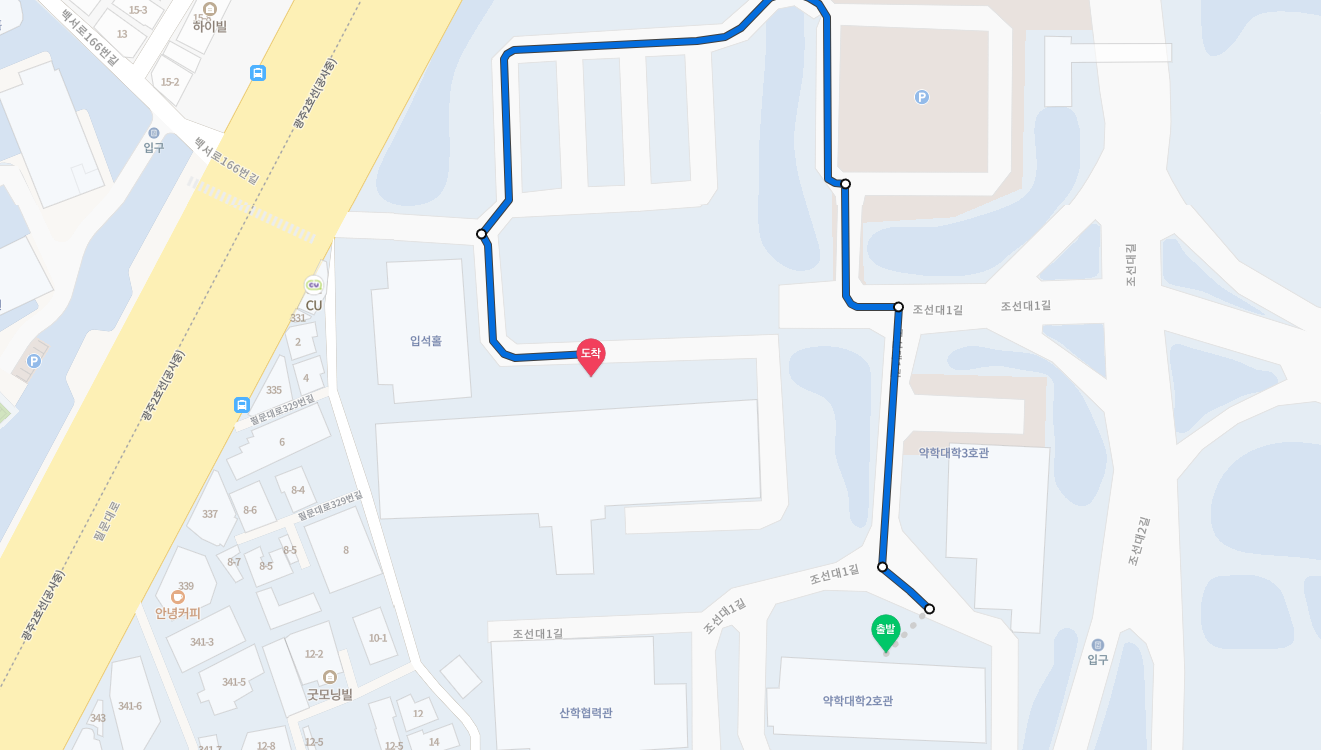 15-3
15-8
하이빌
13
백서로166번길
15-2
광주2호선(공사중)
입구
백서로166번길
P
조선대길
CU
331
2
조선대1길
조선대1길
입석홀
도착
P
4
광주2호선(공사중)
335
필문대로329번길
6
약학대학3호관
8-4
필문대로329번길
337
8-6
필문대로
조선대2길
8-5
8
8-7
8-5
339
조선대1길
광주2호선(공사중)
안녕커피
조선대1길
출발
조선대1길
341-3
10-1
12-2
입구
341-5
굿모닝빌
약학대학2호관
341-6
343
산학협력관
12
14
341-7
12-8
12-5
12-5